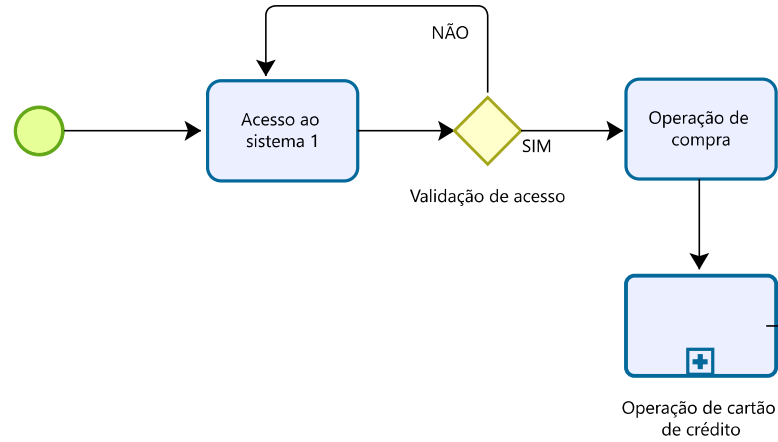 NÃO
Acesso ao
sistema 1
Operação de
compra
SIM
Validação de acesso
Operação de cartão
de crédito